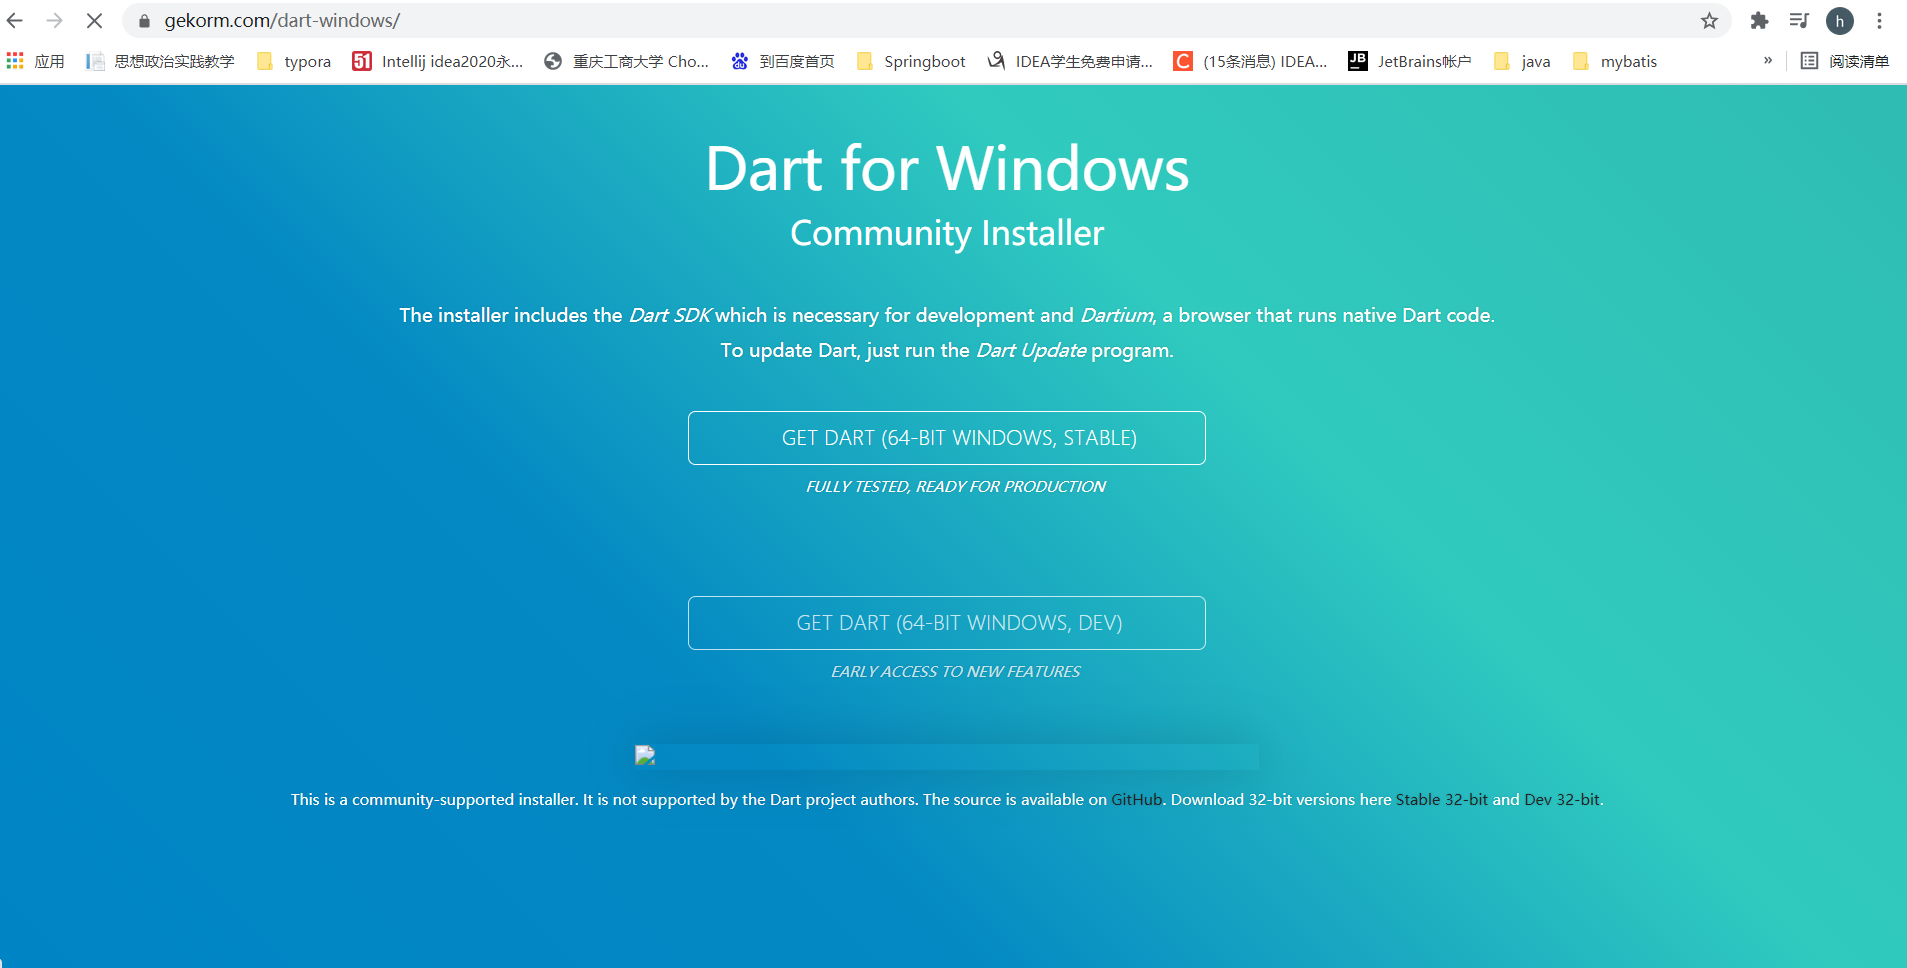 gekorm.com/dart-windows/
h
应用 思想政治实践教学 typora 51 Intellij idea2020永... 重庆工商大学 Cho... 到百度首页 Springboot IDEA学生免费申请... C (15条消息) IDEA... JB JetBrains帐户 java mybatis » 阅读清单
Dart for Windows
Community Installer
The installer includes the Dart SDK which is necessary for development and Dartium, a browser that runs native Dart code.
To update Dart, just run the Dart Update program.
GET DART (64-BIT WINDOWS, STABLE)
FULLY TESTED, READY FOR PRODUCTION
GET DART (64-BIT WINDOWS, DEV)
EARLY ACCESS TO NEW FEATURES
This is a community-supported installer. It is not supported by the Dart project authors. The source is available on GitHub. Download 32-bit versions here Stable 32-bit and Dev 32-bit.